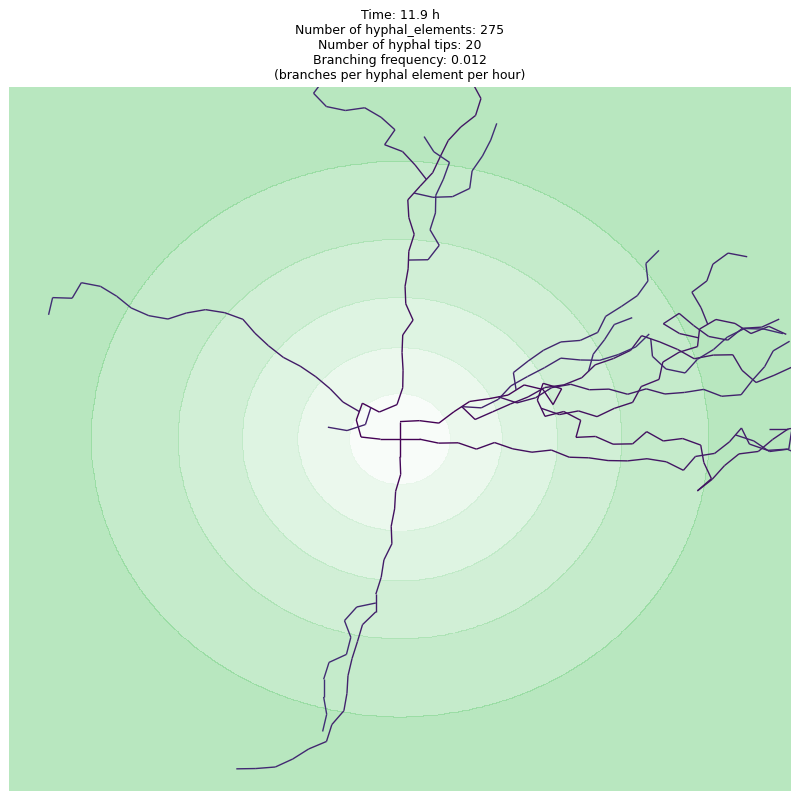 Time: 11.9 h
Number of hyphal_elements: 275
Number of hyphal tips: 20
Branching frequency: 0.012
(branches per hyphal element per hour)